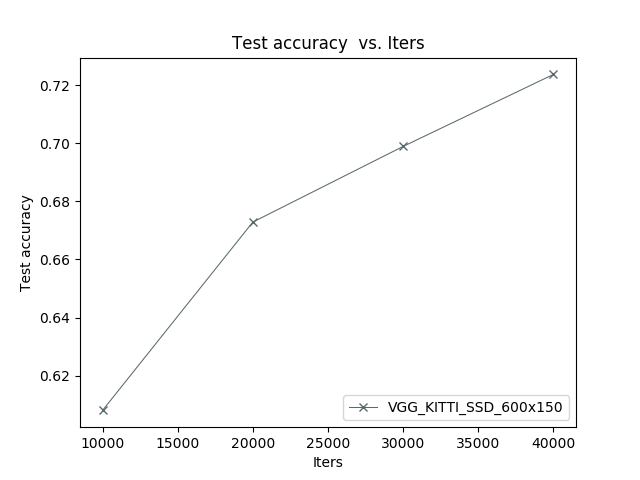 Test accuracy  vs. Iters
Test accuracy
0.72
0.70
0.68
0.66
0.64
0.62
VGG_KITTI_SSD_600x150
10000 15000 20000 25000 30000 35000 40000
Iters